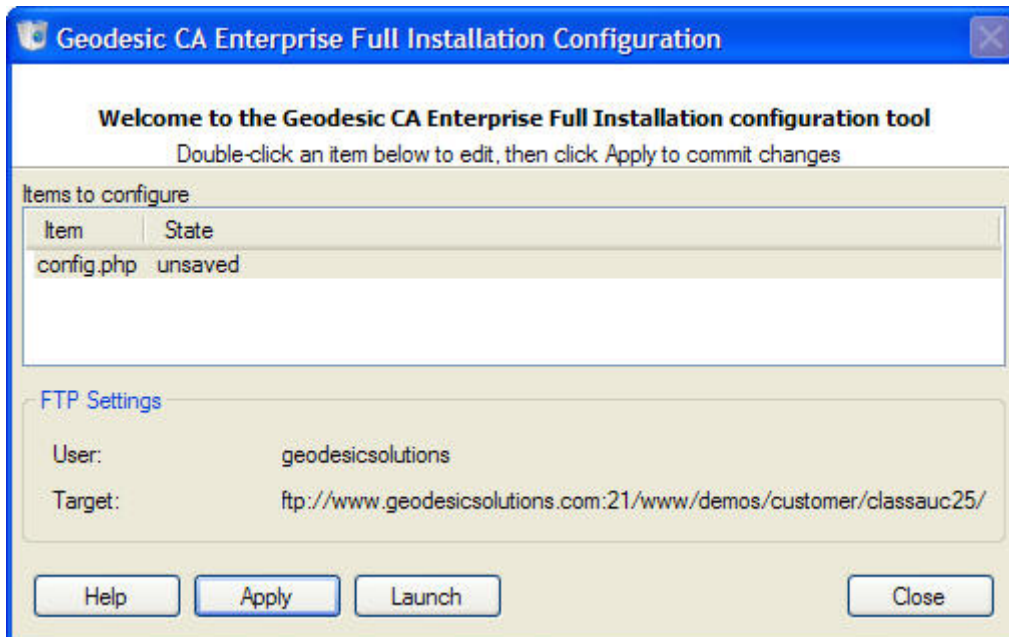 Geodesic CA Enterprise Full Installation Configuration
Welcome to the Geodesic CA Enterprise Full Installation configuration tool
Double-click an item below to edit, then click Apply to commit changes
Items to configure
Item State
config.php unsaved
FTP Settings
User: geodesicsolutions
Target: ftp://www.geodesicsolutions.com:21/www/demos/customer/classauc25/
Help Apply Launch Close